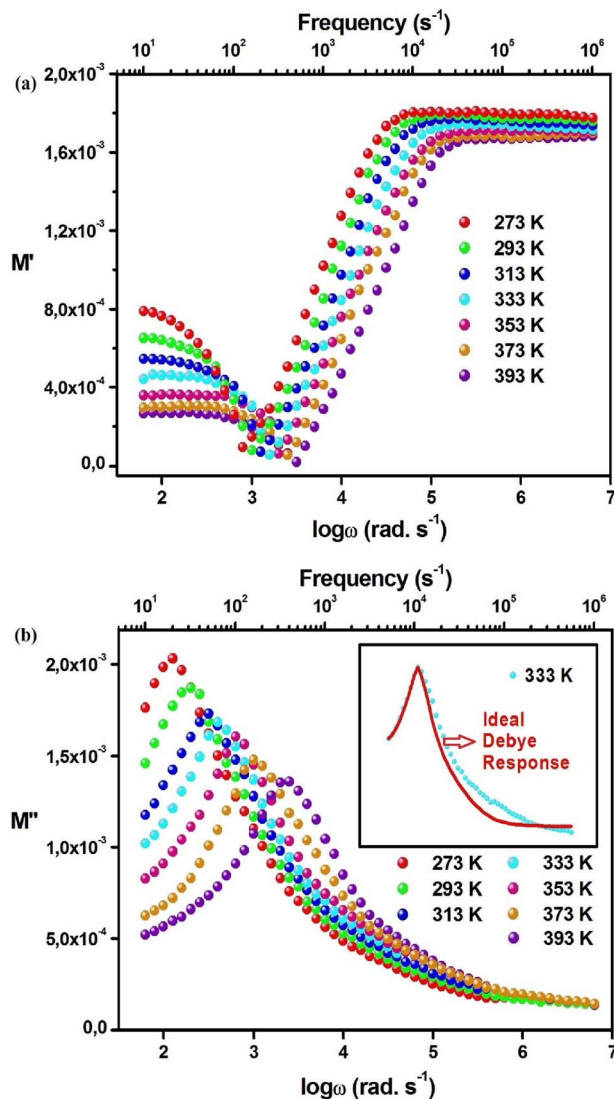 Frequency (s⁻¹)
10¹ 10² 10³ 10⁴ 10⁵ 10⁶
(a)
2,0x10⁻³
1,6x10⁻³
1,2x10⁻³
M'
8,0x10⁻⁴
4,0x10⁻⁴
0,0
273 K
293 K
313 K
333 K
353 K
373 K
393 K
2 3 4 5 6 7
logω (rad. s⁻¹)
Frequency (s⁻¹)
10¹ 10² 10³ 10⁴ 10⁵ 10⁶
(b)
2,0x10⁻³
1,5x10⁻³
M''
1,0x10⁻³
5,0x10⁻⁴
0,0
333 K
Ideal
Debye
Response
273 K 333 K
293 K 353 K
313 K 373 K
393 K
2 3 4 5 6 7
logω (rad. s⁻¹)